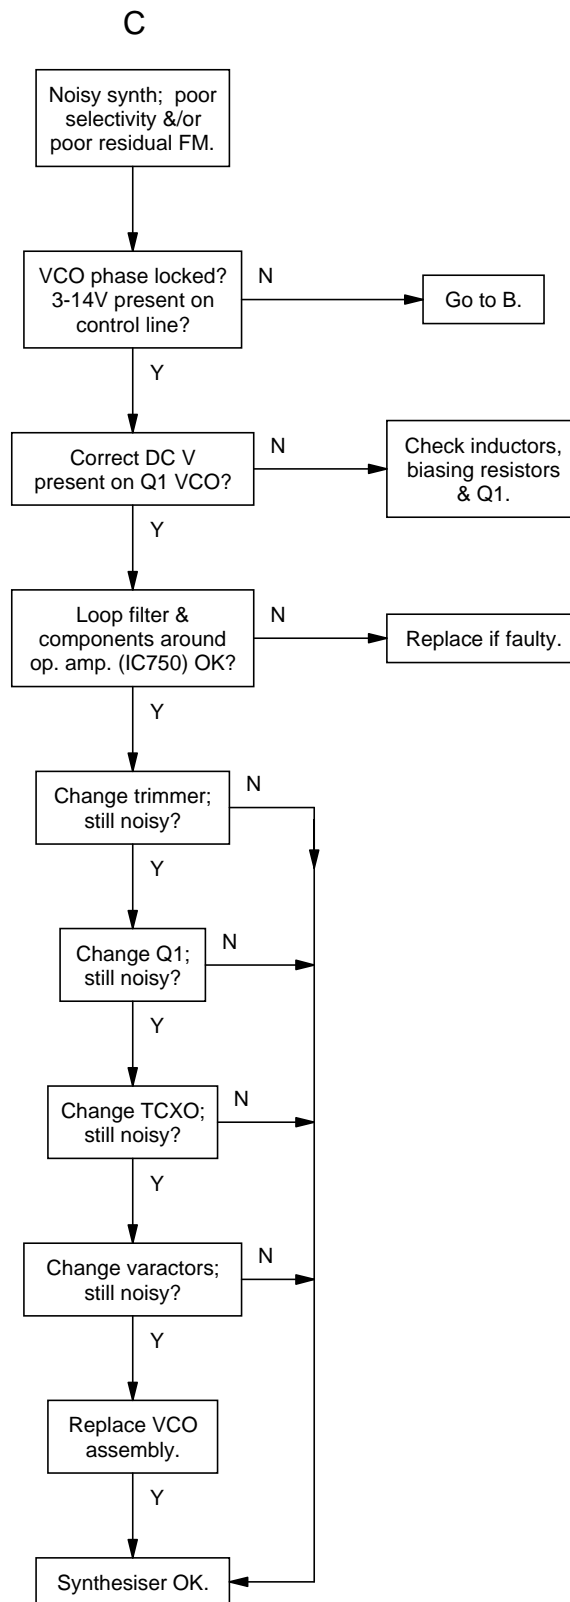 C
Noisy synth;  poor
selectivity &/or
poor residual FM.
VCO phase locked?
3-14V present on
control line?
N
Go to B.
Y
Correct DC V
present on Q1 VCO?
N
Check inductors,
biasing resistors
& Q1.
Y
Loop filter &
components around
op. amp. (IC750) OK?
N
Replace if faulty.
Y
Change trimmer;
still noisy?
N
Y
Change Q1;
still noisy?
N
Y
Change TCXO;
still noisy?
N
Y
Change varactors;
still noisy?
N
Y
Replace VCO
assembly.
Y
Synthesiser OK.